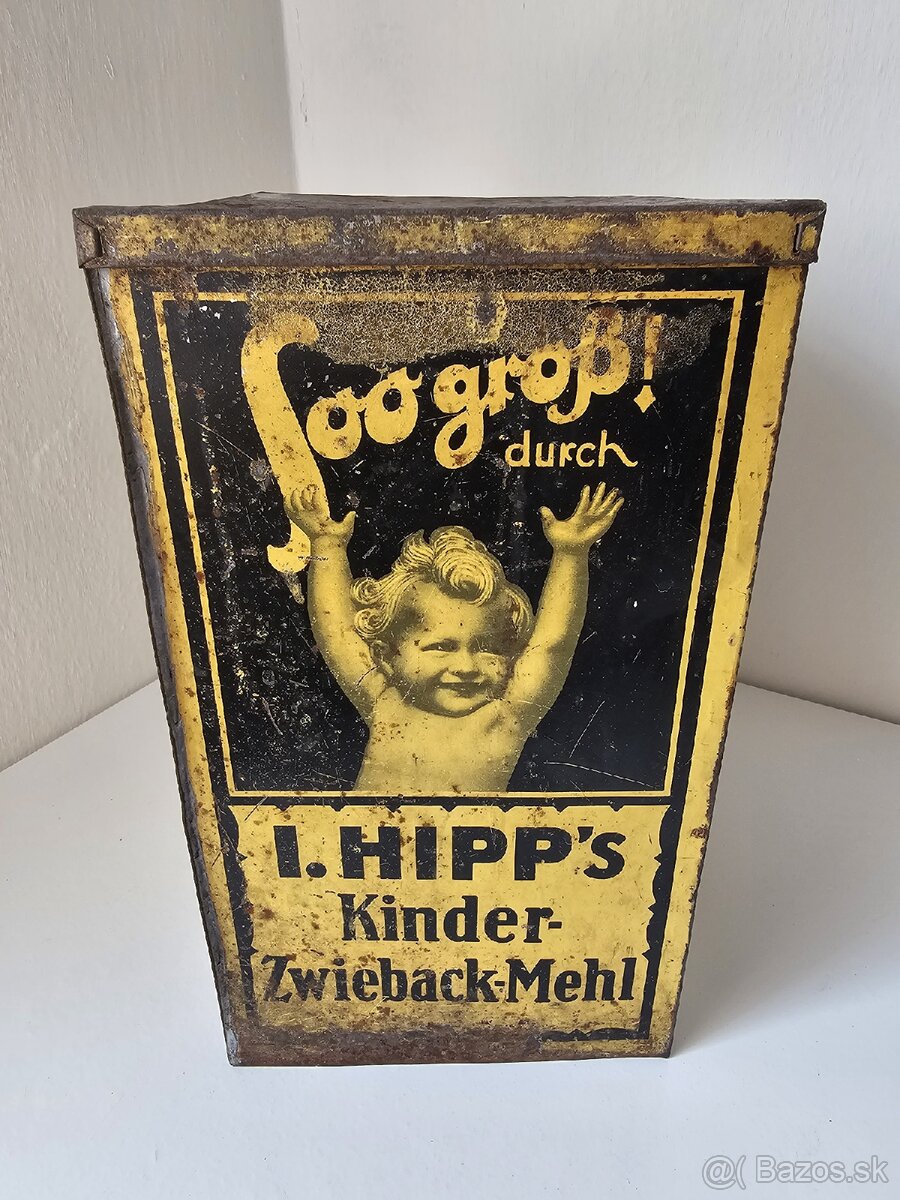 Soo groß!
durch
I. HIPP's
Kinder-
Zwieback-Mehl
@( Bazos.sk